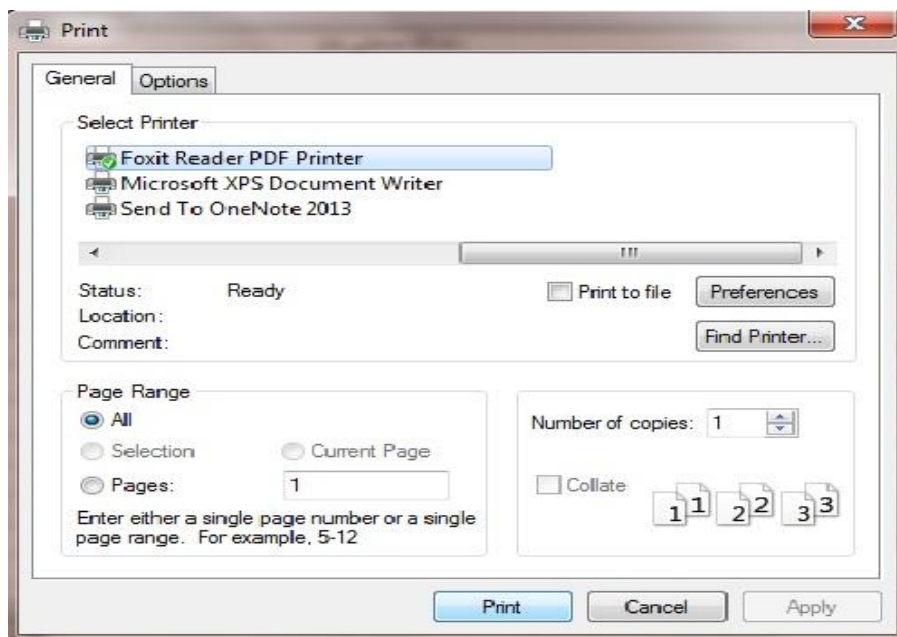 Print
General Options
Select Printer
Foxit Reader PDF Printer
Microsoft XPS Document Writer
Send To OneNote 2013
Status: Ready Print to file Preferences
Location:
Comment: Find Printer...
Page Range
All
Selection Current Page
Pages: 1
Enter either a single page number or a single
page range. For example, 5-12
Number of copies: 1
Collate
1 1 2 2 3 3
Print Cancel Apply